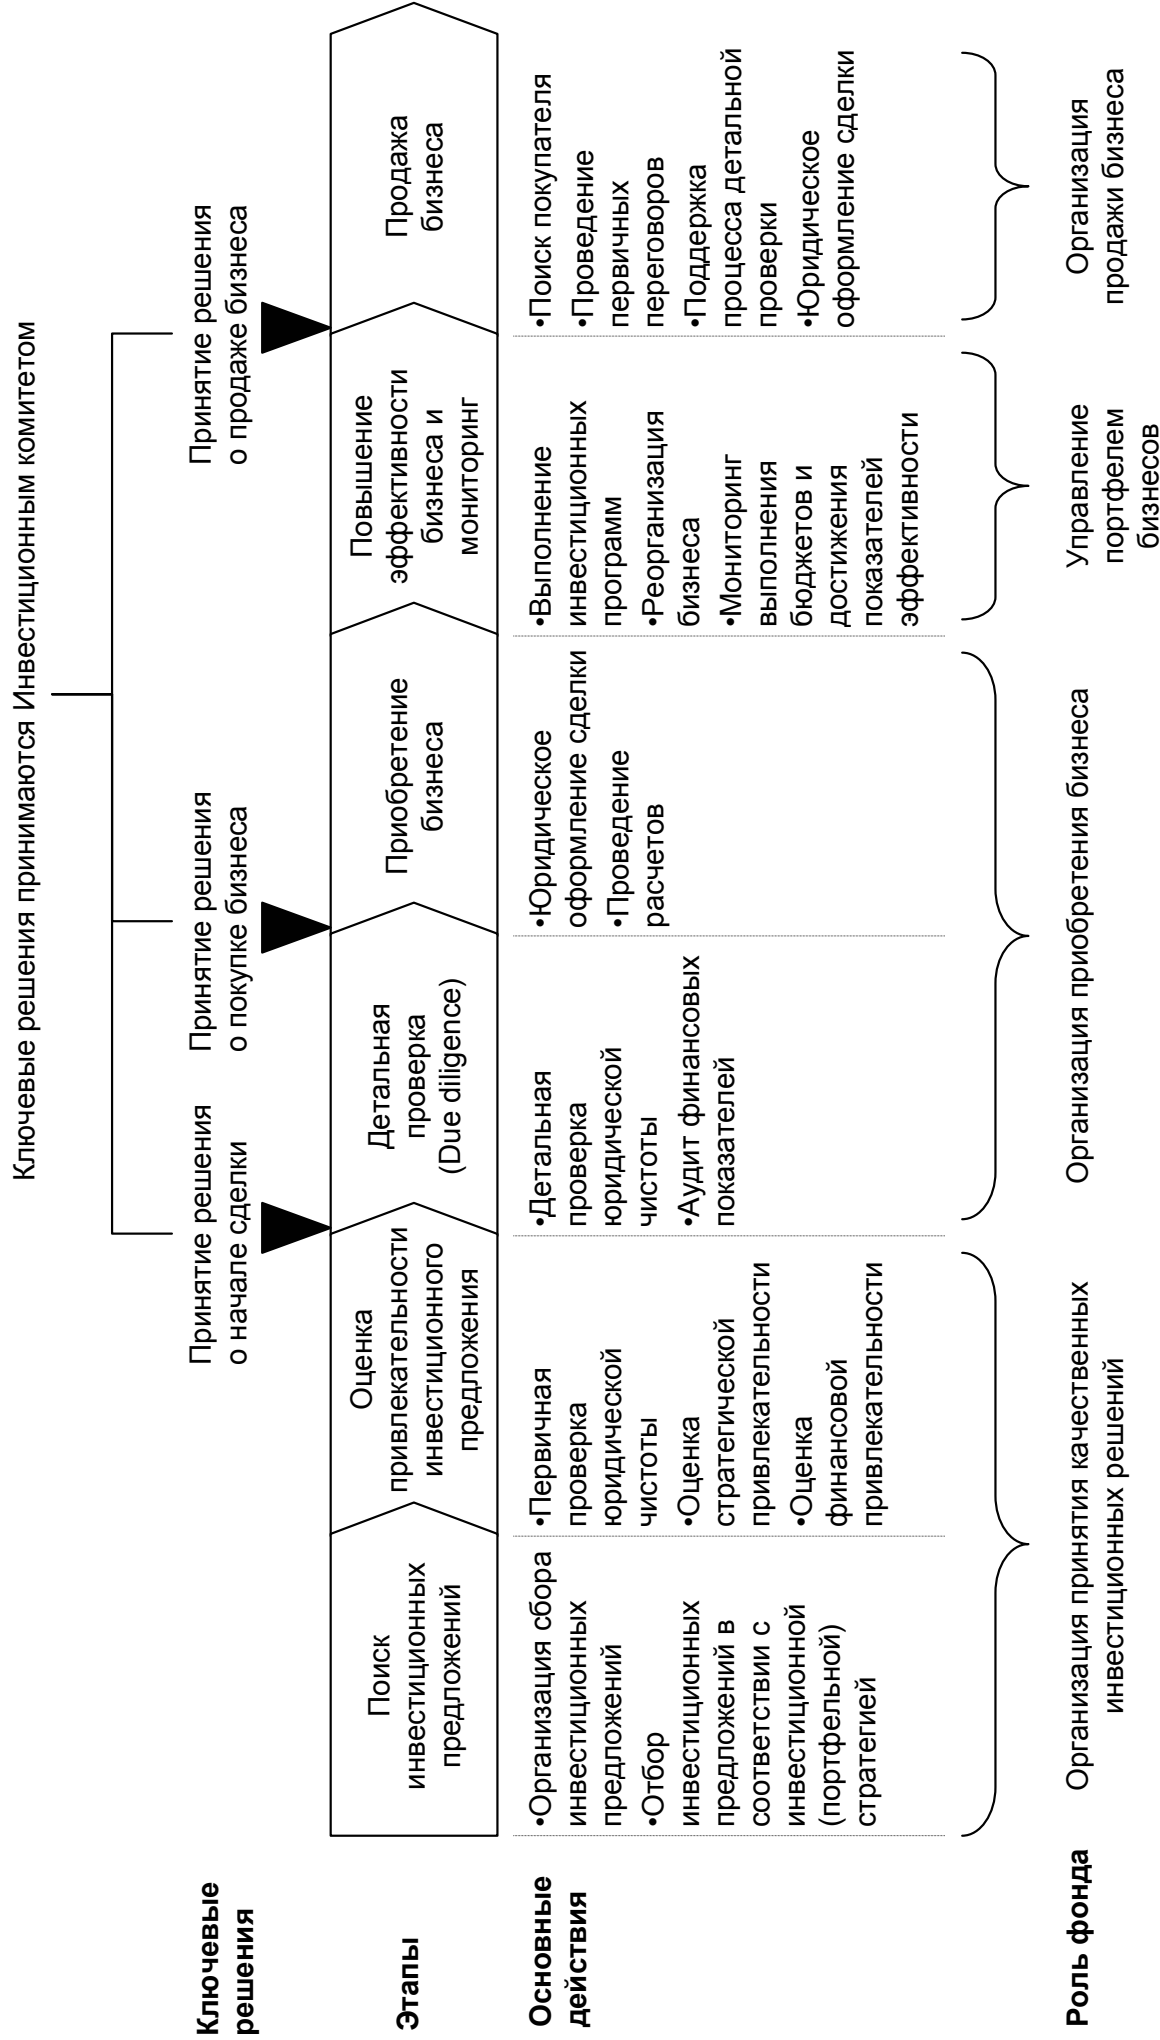 Ключевые решения принимаются Инвестиционным комитетом
Ключевые
решения
Принятие решения
о начале сделки
Принятие решения
о покупке бизнеса
Принятие решения
о продаже бизнеса
Этапы
Поиск
инвестиционных
предложений
Оценка
привлекательности
инвестиционного
предложения
Детальная
проверка
(Due diligence)
Приобретение
бизнеса
Повышение
эффективности
бизнеса и
мониторинг
Продажа
бизнеса
Основные
действия
•Организация сбора
инвестиционных
предложений
•Отбор
инвестиционных
предложений в
соответствии с
инвестиционной
(портфельной)
стратегией
•Первичная
проверка
юридической
чистоты
•Оценка
стратегической
привлекательности
•Оценка
финансовой
привлекательности
•Детальная
проверка
юридической
чистоты
•Аудит финансовых
показателей
•Юридическое
оформление сделки
•Проведение
расчетов
•Выполнение
инвестиционных
программ
•Реорганизация
бизнеса
•Мониторинг
выполнения
бюджетов и
достижения
показателей
эффективности
•Поиск покупателя
•Проведение
первичных
переговоров
•Поддержка
процесса детальной
проверки
•Юридическое
оформление сделки
Роль фонда
Организация принятия качественных
инвестиционных решений
Организация приобретения бизнеса
Управление
портфелем
бизнесов
Организация
продажи бизнеса